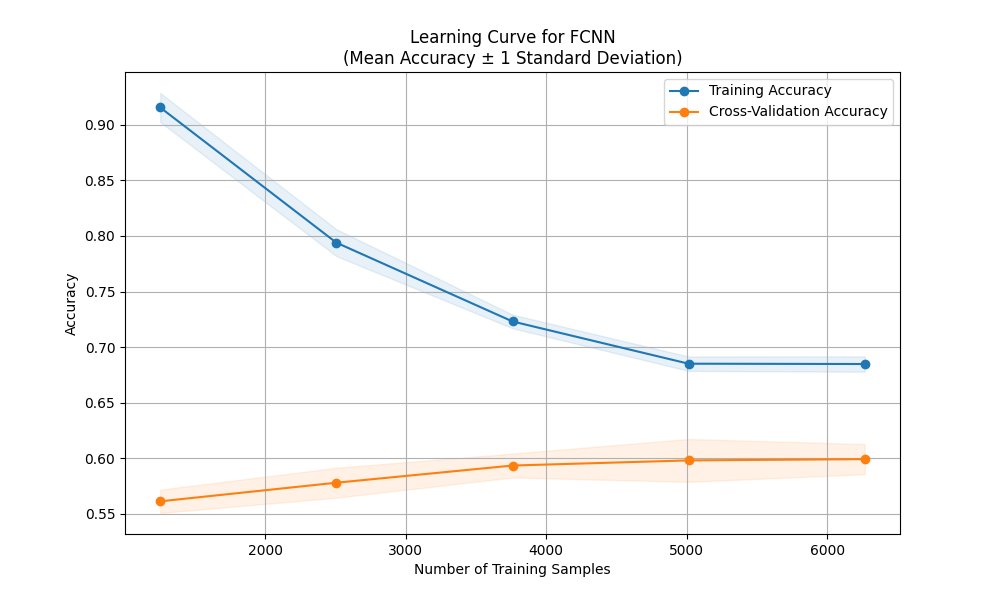 Learning Curve for FCNN
(Mean Accuracy ± 1 Standard Deviation)
Training Accuracy
Cross-Validation Accuracy
Accuracy
0.90
0.85
0.80
0.75
0.70
0.65
0.60
0.55
2000 3000 4000 5000 6000
Number of Training Samples